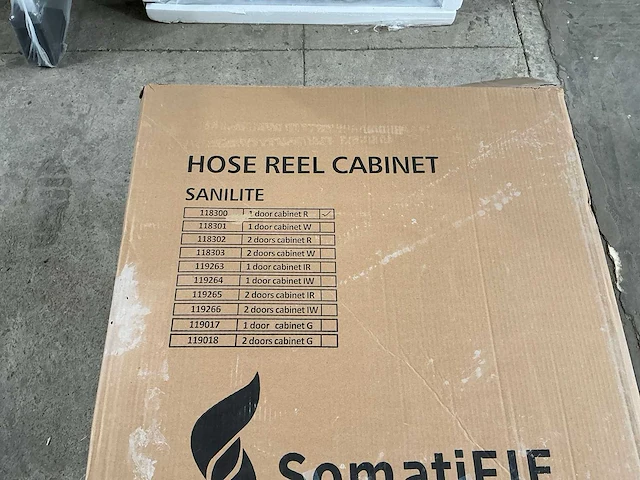 HOSE REEL CABINET
SANILITE
118300 1 door cabinet R ✓
118301 1 door cabinet W
118302 2 doors cabinet R
118303 2 doors cabinet W
119263 1 door cabinet IR
119264 1 door cabinet IW
119265 2 doors cabinet IR
119266 2 doors cabinet IW
119017 1 door cabinet G
119018 2 doors cabinet G
SomatiFIE